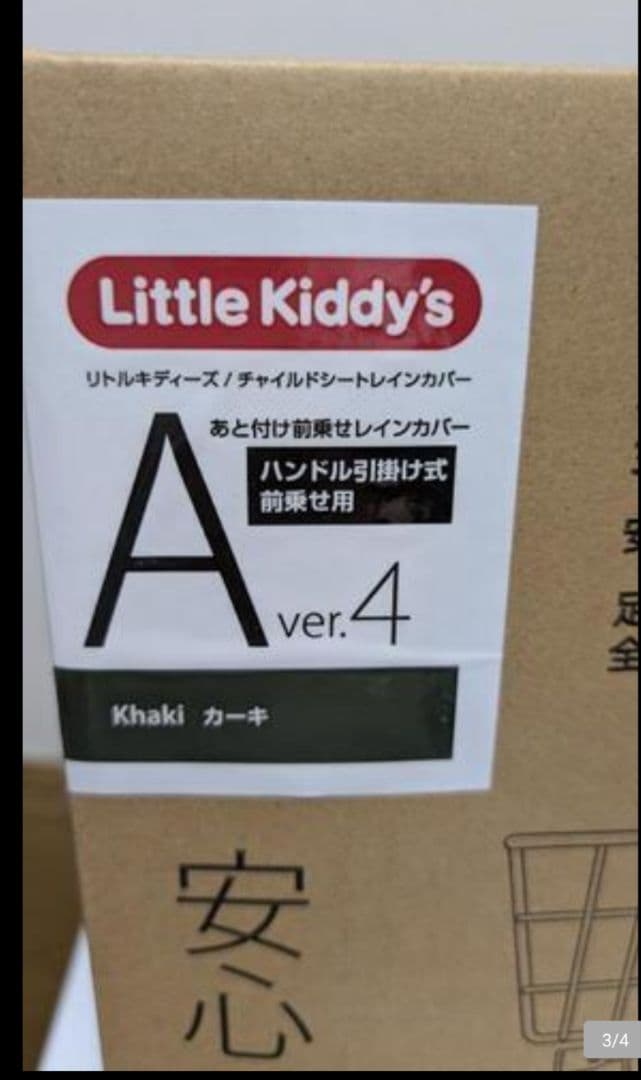 Little Kiddy's
リトルキディーズ / チャイルドシートレインカバー
あと付け前乗せレインカバー
ハンドル引掛け式
前乗せ用
A ver.4
Khaki カーキ
安心
全
3/4